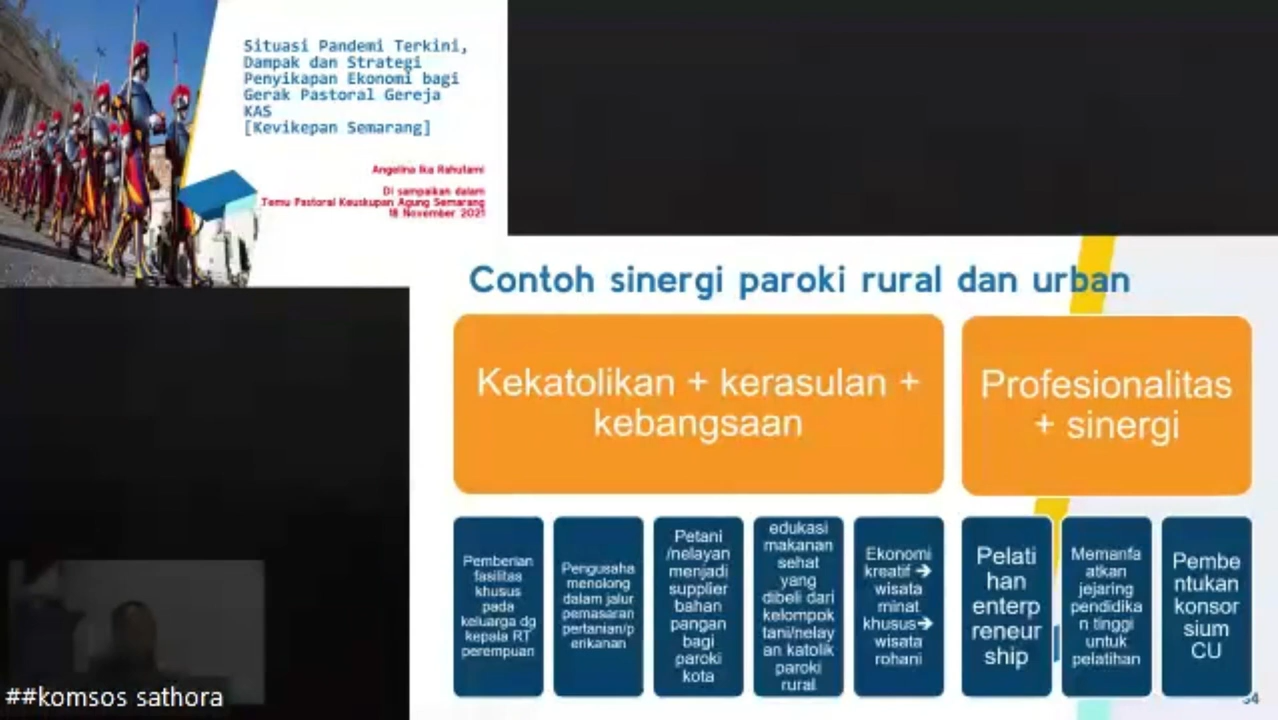 Situasi Pandemi Terkini,
Dampak dan Strategi
Penyikapan Ekonomi bagi
Gerak Pastoral Gereja
KAS
[Kevikepan Semarang]
Angelina Ika Rahutami
Di sampaikan dalam
Temu Pastoral Keuskupan Agung Semarang
18 November 2021
Contoh sinergi paroki rural dan urban
Kekatolikan + kerasulan +
kebangsaan
Profesionalitas
+ sinergi
Pemberian
fasilitas
khusus
pada
keluarga dg
kepala RT
perempuan
Pengusaha
menolong
dalam jalur
pemasaran
pertanian/p
erikanan
Petani
/nelayan
menjadi
supplier
bahan
pangan
bagi
paroki
kota
edukasi
makanan
sehat
yang
dibeli dari
kelompok
tani/nelay
an katolik
paroki
rural
Ekonomi
kreatif ➔
wisata
minat
khusus➔
wisata
rohani
Pelati
han
enterp
reneur
ship
Memanfa
atkan
jejaring
pendidika
n tinggi
untuk
pelatihan
Pembe
ntukan
konsor
sium
CU
34
##komsos sathora